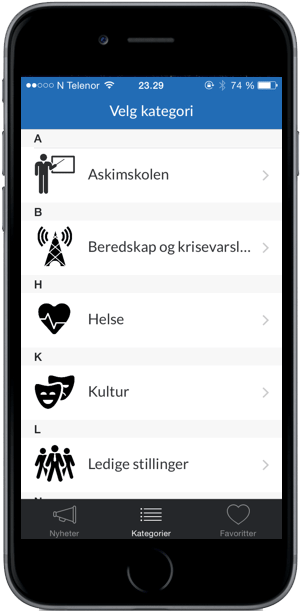 N Telenor 23.29 74 %
Velg kategori
A
Askimskolen
B
Beredskap og krisevarsl...
H
Helse
K
Kultur
L
Ledige stillinger
Nyheter Kategorier Favoritter